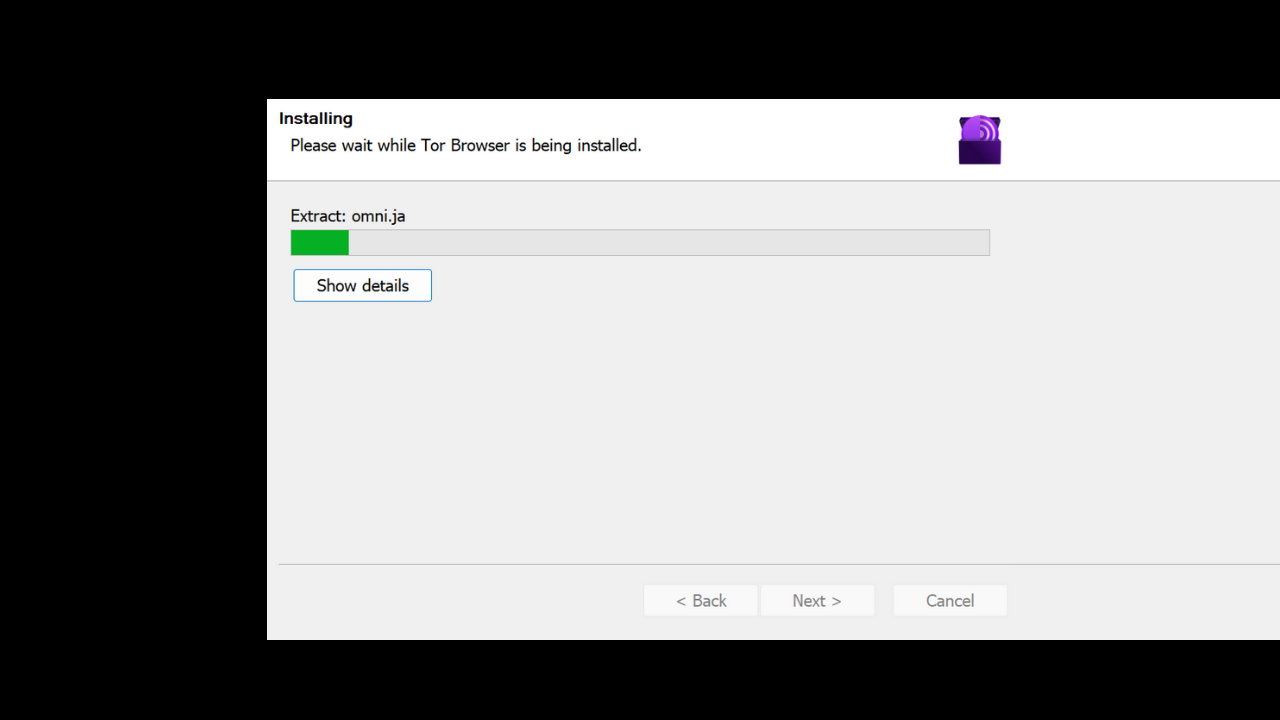 Installing
Please wait while Tor Browser is being installed.
Extract: omni.ja
Show details
< Back
Next >
Cancel